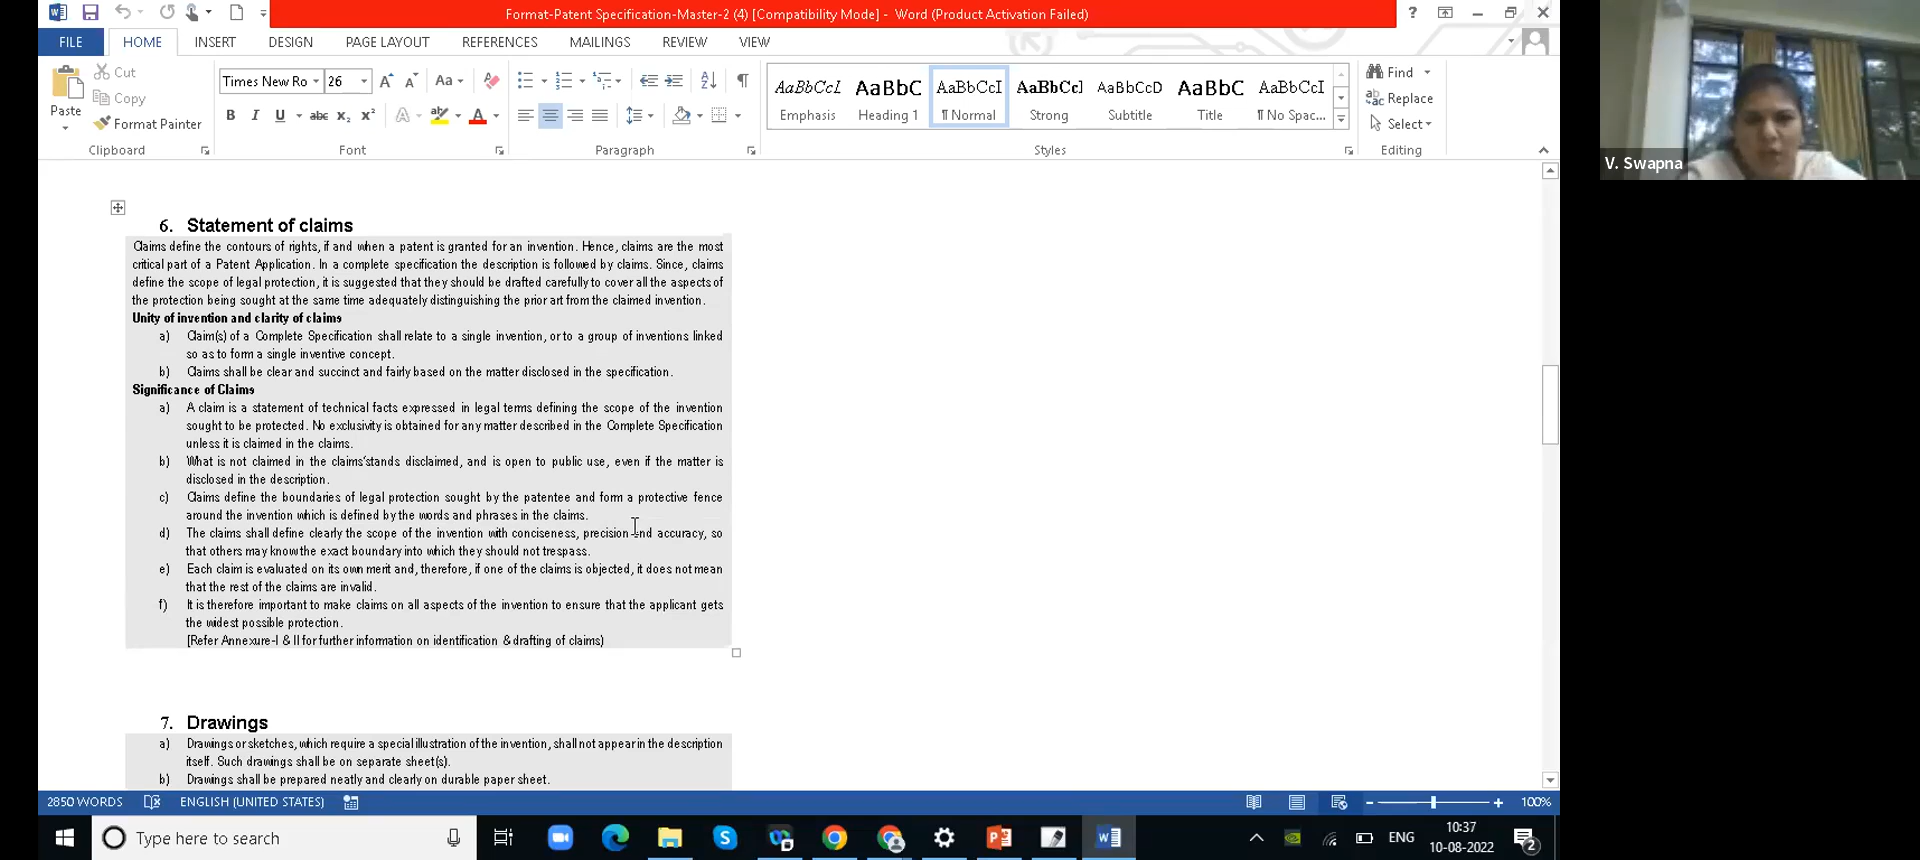 Format-Patent Specification-Master-2 (4) [Compatibility Mode] - Word (Product Activation Failed)
FILE HOME INSERT DESIGN PAGE LAYOUT REFERENCES MAILINGS REVIEW VIEW
Paste
Cut
Copy
Format Painter
Clipboard
Times New Ro 26
Font
Paragraph
AaBbCcI AaBbC AaBbCcI AaBbCcI AaBbCcD AaBbC AaBbCcI
Emphasis Heading 1 ¶ Normal Strong Subtitle Title ¶ No Spac...
Styles
Find
Replace
Select
Editing
V. Swapna
6. Statement of claims
Claims define the contours of rights, if and when a patent is granted for an invention. Hence, claims are the most
critical part of a Patent Application. In a complete specification the description is followed by claims. Since, claims
define the scope of legal protection, it is suggested that they should be drafted carefully to cover all the aspects of
the protection being sought at the same time adequately distinguishing the prior art from the claimed invention.
Unity of invention and clarity of claims
a) Claim(s) of a Complete Specification shall relate to a single invention, or to a group of inventions linked
so as to form a single inventive concept.
b) Claims shall be clear and succinct and fairly based on the matter disclosed in the specification.
Significance of Claims
a) A claim is a statement of technical facts expressed in legal terms defining the scope of the invention
sought to be protected. No exclusivity is obtained for any matter described in the Complete Specification
unless it is claimed in the claims.
b) What is not claimed in the claims'stands disclaimed, and is open to public use, even if the matter is
disclosed in the description.
c) Claims define the boundaries of legal protection sought by the patentee and form a protective fence
around the invention which is defined by the words and phrases in the claims.
d) The claims shall define clearly the scope of the invention with conciseness, precision and accuracy, so
that others may know the exact boundary into which they should not trespass.
e) Each claim is evaluated on its own merit and, therefore, if one of the claims is objected, it does not mean
that the rest of the claims are invalid.
f) It is therefore important to make claims on all aspects of the invention to ensure that the applicant gets
the widest possible protection.
[Refer Annexure-I & II for further information on identification & drafting of claims)
7. Drawings
a) Drawings or sketches, which require a special illustration of the invention, shall not appear in the description
itself. Such drawings shall be on separate sheet(s).
b) Drawings shall be prepared neatly and clearly on durable paper sheet.
2850 WORDS ENGLISH (UNITED STATES) 100%
Type here to search
ENG
10:37
10-08-2022
2